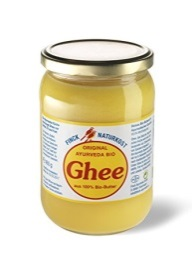 FINCK NATURKOST
ORIGINAL
AYURVEDA BIO
Ghee
aus 100% Bio-Butter